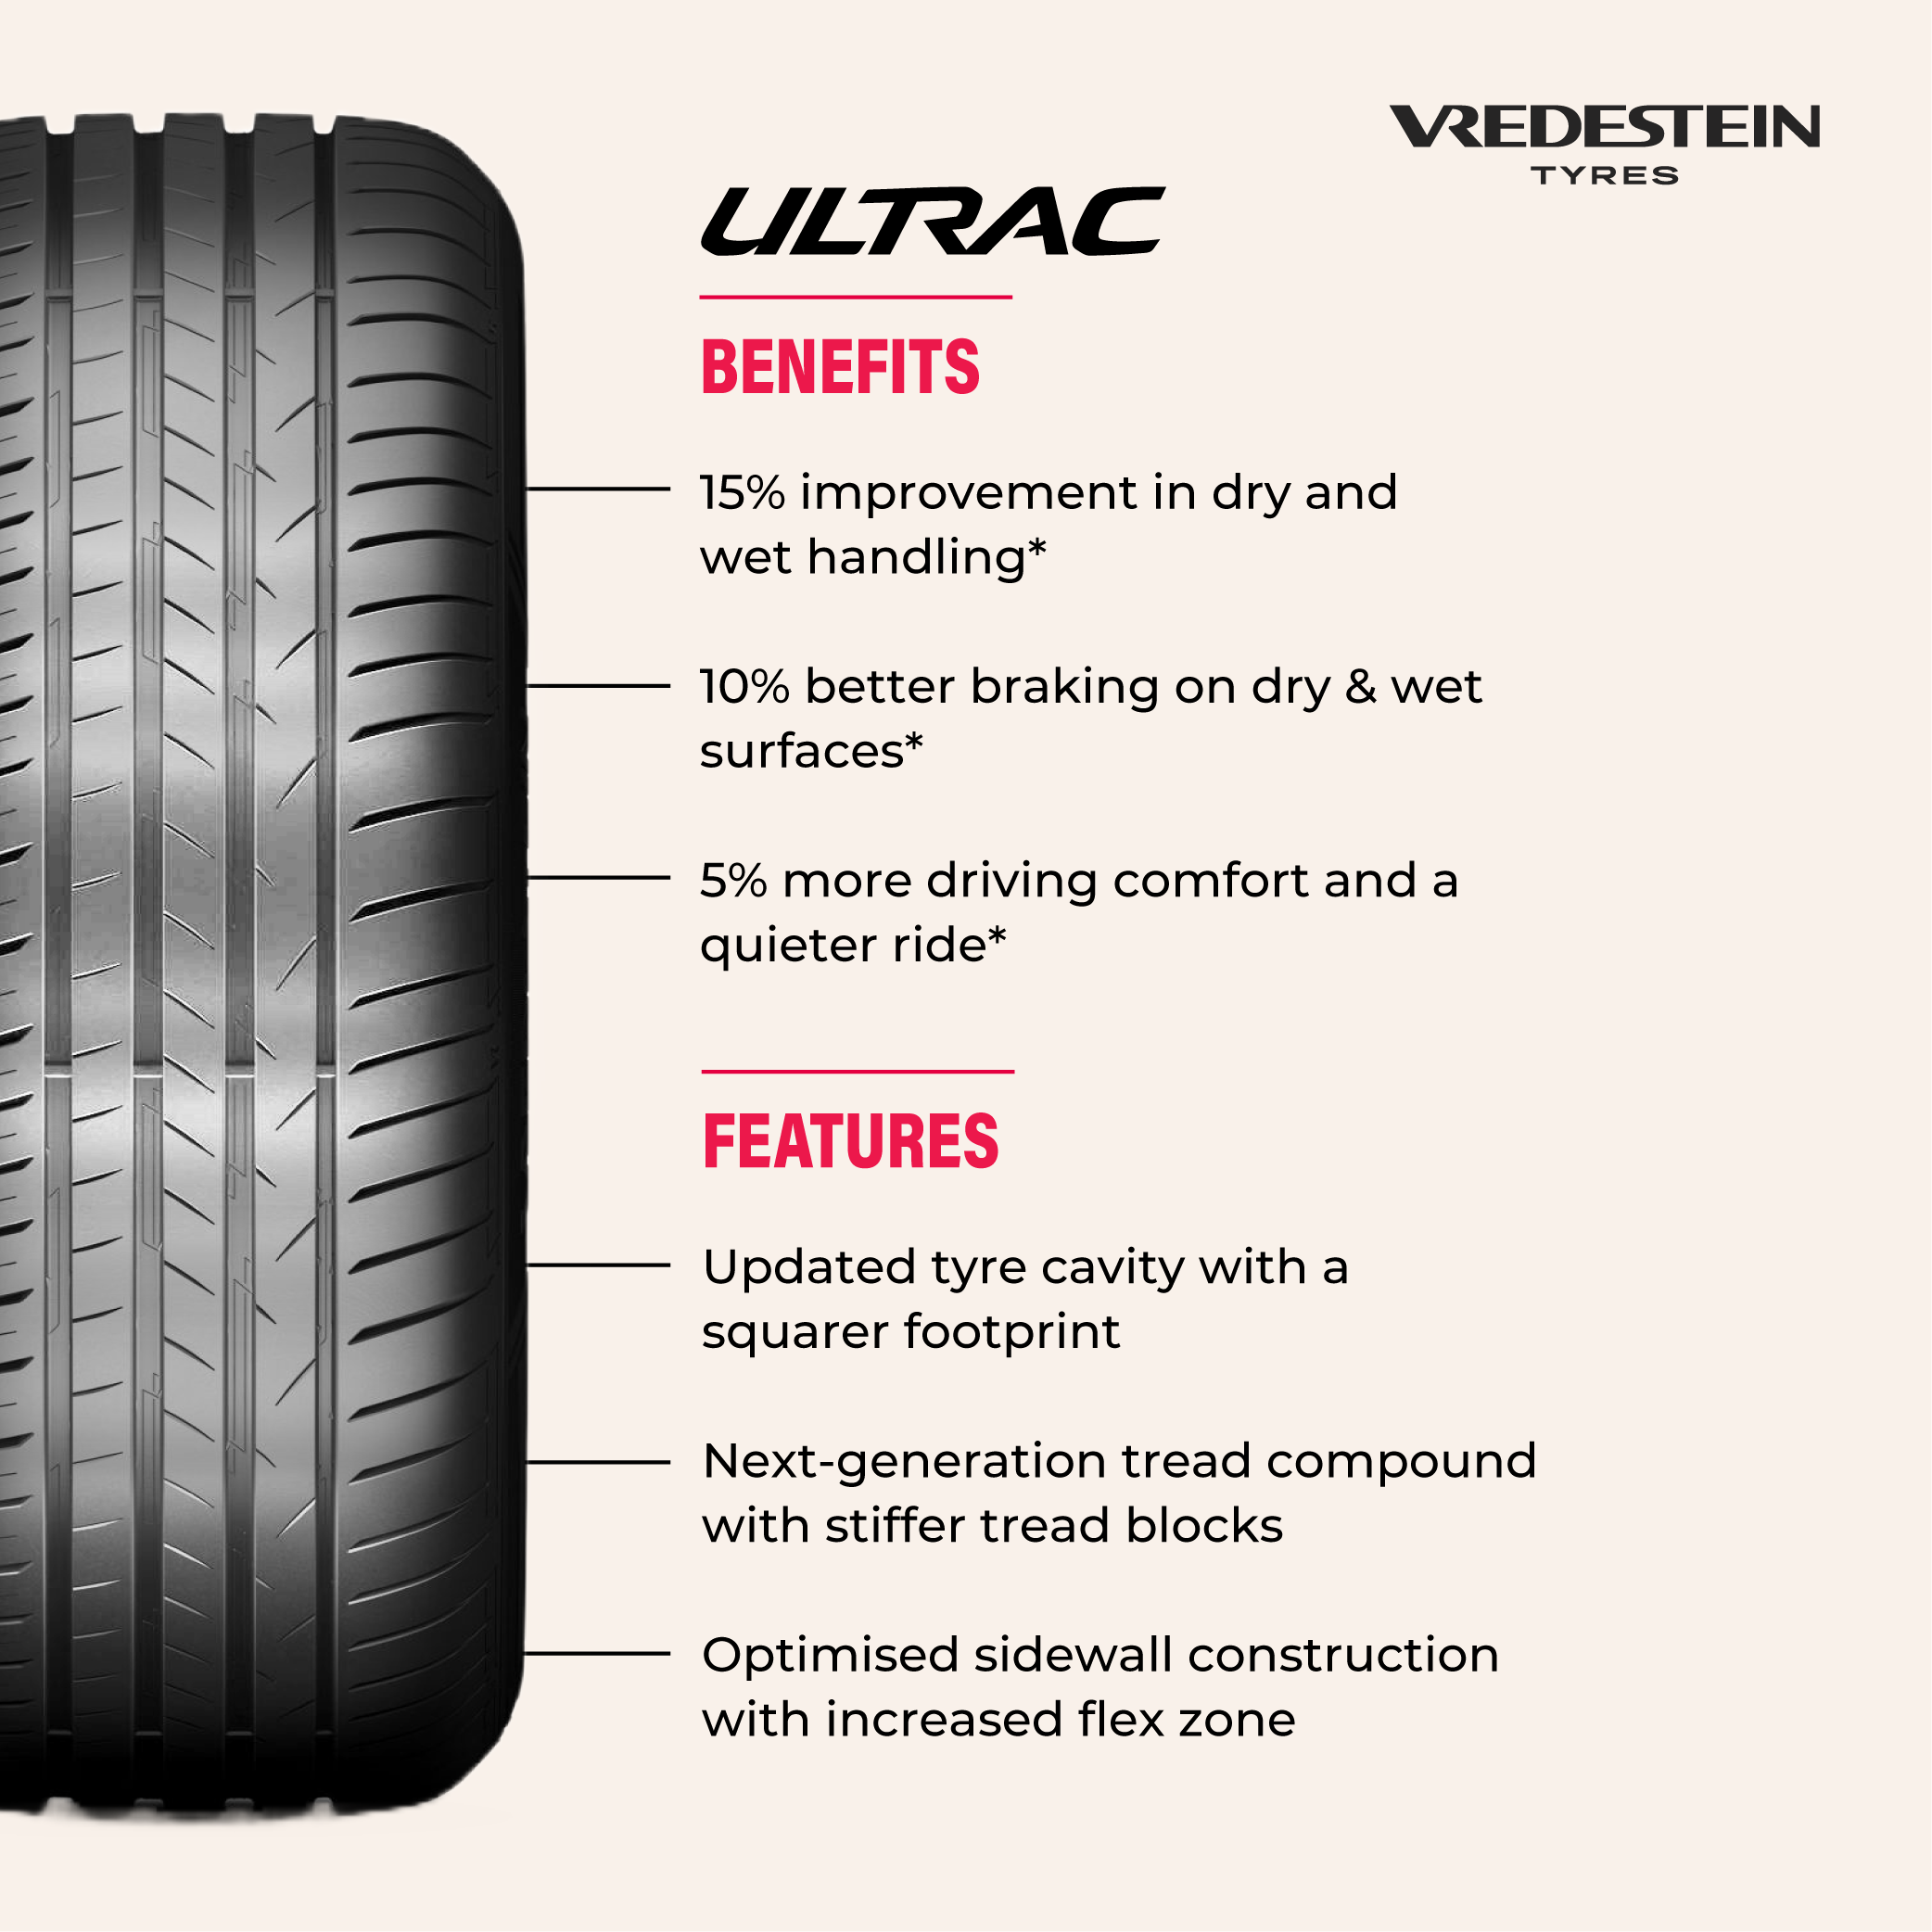 VREDESTEIN
TYRES
ULTRAC
BENEFITS
15% improvement in dry and
wet handling*
10% better braking on dry & wet
surfaces*
5% more driving comfort and a
quieter ride*
FEATURES
Updated tyre cavity with a
squarer footprint
Next-generation tread compound
with stiffer tread blocks
Optimised sidewall construction
with increased flex zone